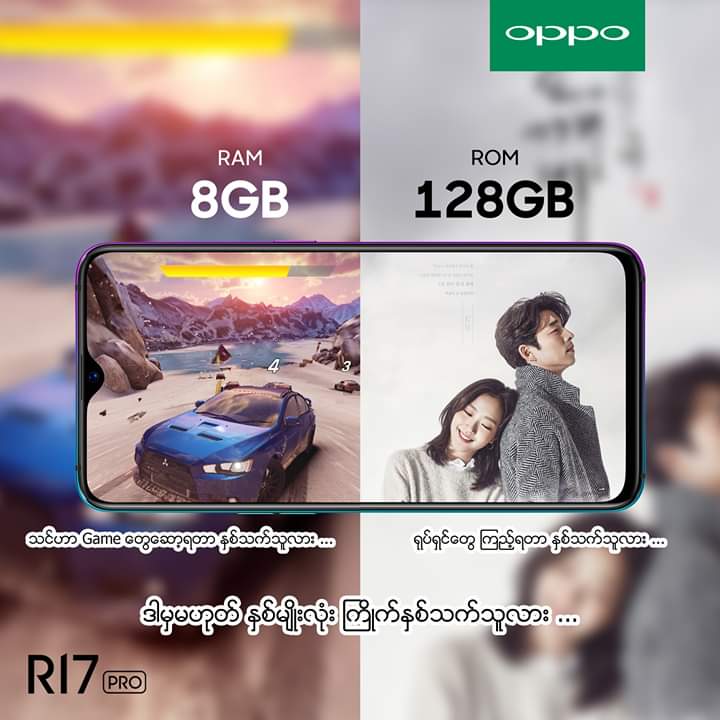 oppo
RAM
8GB
ROM
128GB
4
3
သင်ဟာ Game တွေဆော့ရတာ နှစ်သက်သူလား ...
ရုပ်ရှင်တွေ ကြည့်ရတာ နှစ်သက်သူလား ...
ဒါမှမဟုတ် နှစ်မျိုးလုံး ကြိုက်နှစ်သက်သူလား ...
R17 PRO